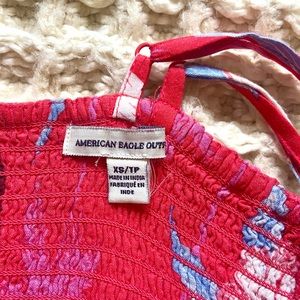 AMERICAN EAGLE OUTF
XS/TP
MADE IN INDIA
FABRIQUÉ EN
INDE